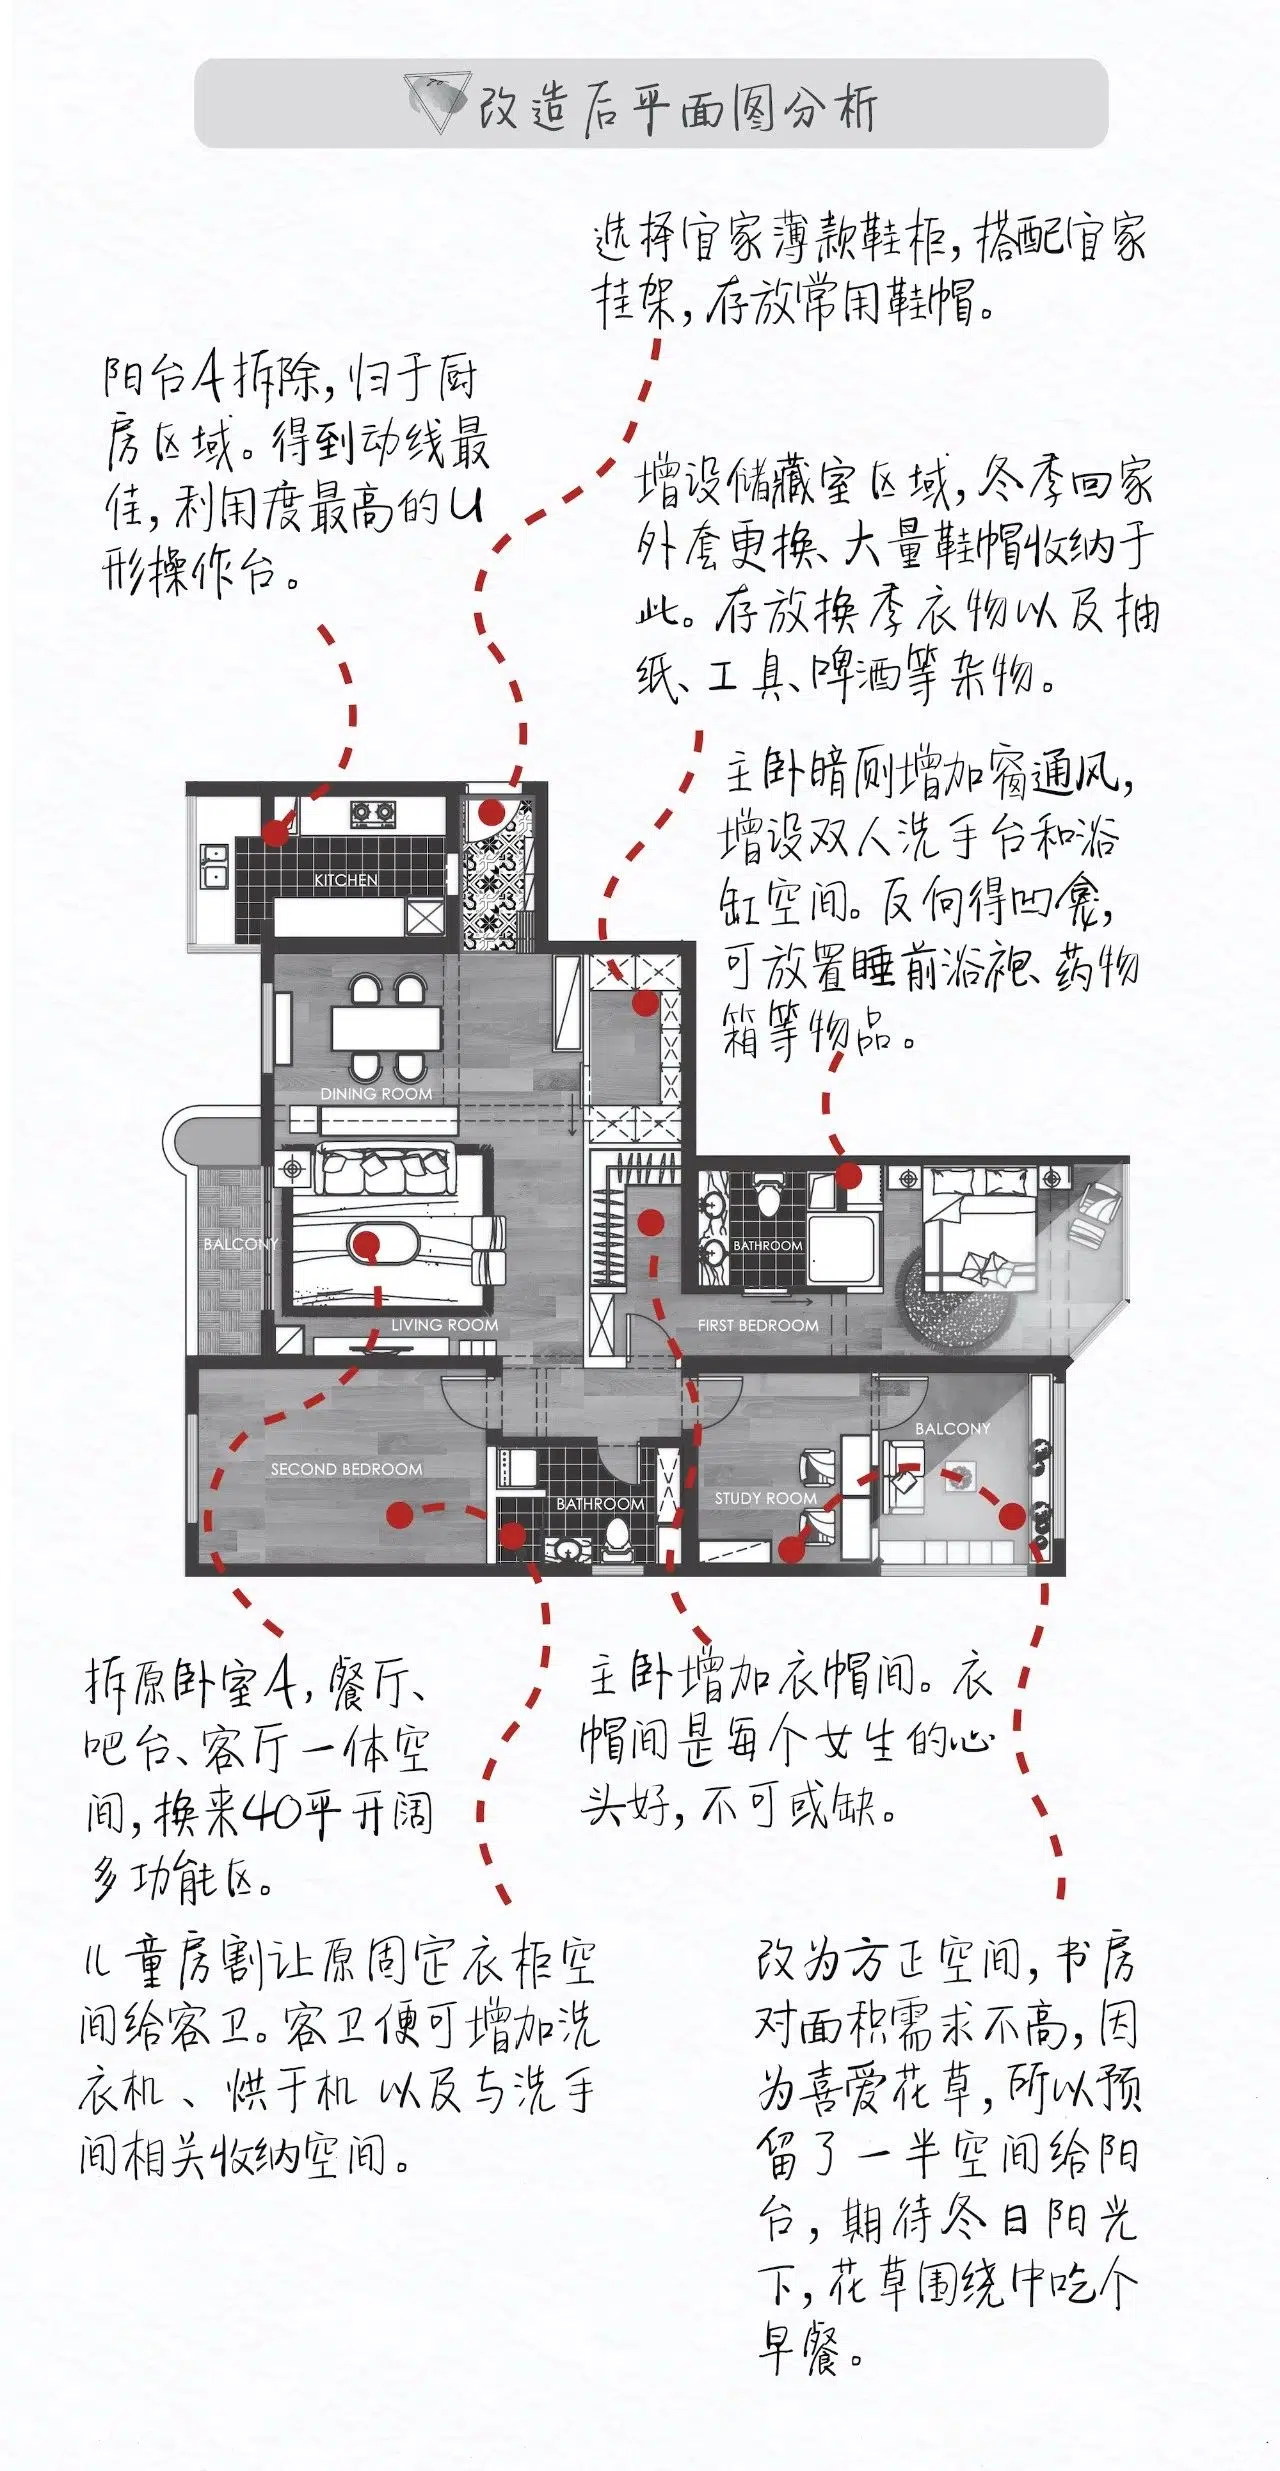 改造后平面图分析
选择宜家薄款鞋柜，搭配宜家
挂架，存放常用鞋帽。
阳台A拆除，归于厨
房区域。得到动线最
佳，利用度最高的U
形操作台。
增设储藏室区域，冬季回家
外套更换、大量鞋帽收纳于
此。存放换季衣物以及抽
纸、工具、啤酒等杂物。
主卧暗厕增加窗通风，
增设双人洗手台和浴
缸空间。反向得凹龛，
可放置睡前浴袍、药物
箱等物品。
KITCHEN
DINING ROOM
BALCONY
LIVING ROOM
BATHROOM
FIRST BEDROOM
SECOND BEDROOM
BATHROOM
STUDY ROOM
BALCONY
拆原卧室A，餐厅、
吧台、客厅一体空
间，换来40平开阔
多功能区。
主卧增加衣帽间。衣
帽间是每个女生的心
头好，不可或缺。
儿童房割让原固定衣柜空
间给客卫。客卫便可增加洗
衣机、烘干机以及与洗手
间相关收纳空间。
改为方正空间，书房
对面积需求不高，因
为喜爱花草，所以预
留了一半空间给阳
台，期待冬日阳光
下，花草围绕中吃个
早餐。